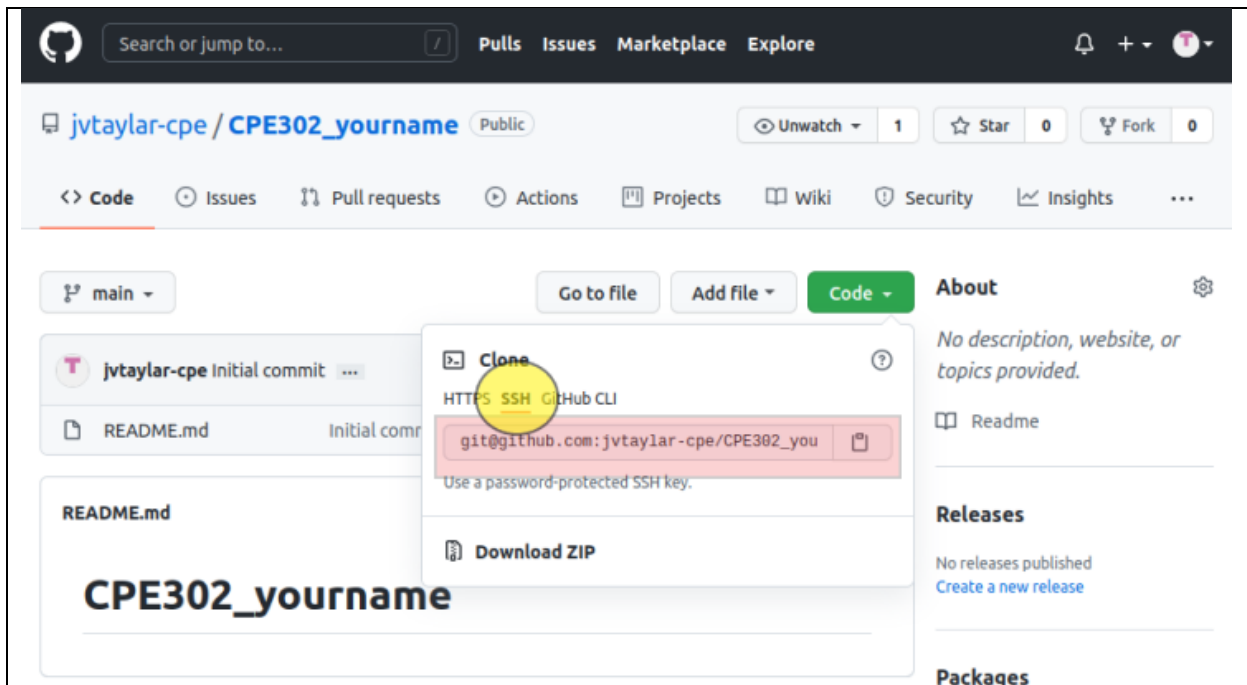 Search or jump to... / Pulls Issues Marketplace Explore
jvtaylar-cpe / CPE302_yourname Public Unwatch 1 Star 0 Fork 0
<> Code Issues Pull requests Actions Projects Wiki Security Insights ...
main Go to file Add file Code
About
No description, website, or
topics provided.
Readme
T jvtaylar-cpe Initial commit ...
README.md Initial comm
Clone
HTTPS SSH GitHub CLI
git@github.com:jvtaylar-cpe/CPE302_you
Use a password-protected SSH key.
Download ZIP
README.md
CPE302_yourname
Releases
No releases published
Create a new release
Packages